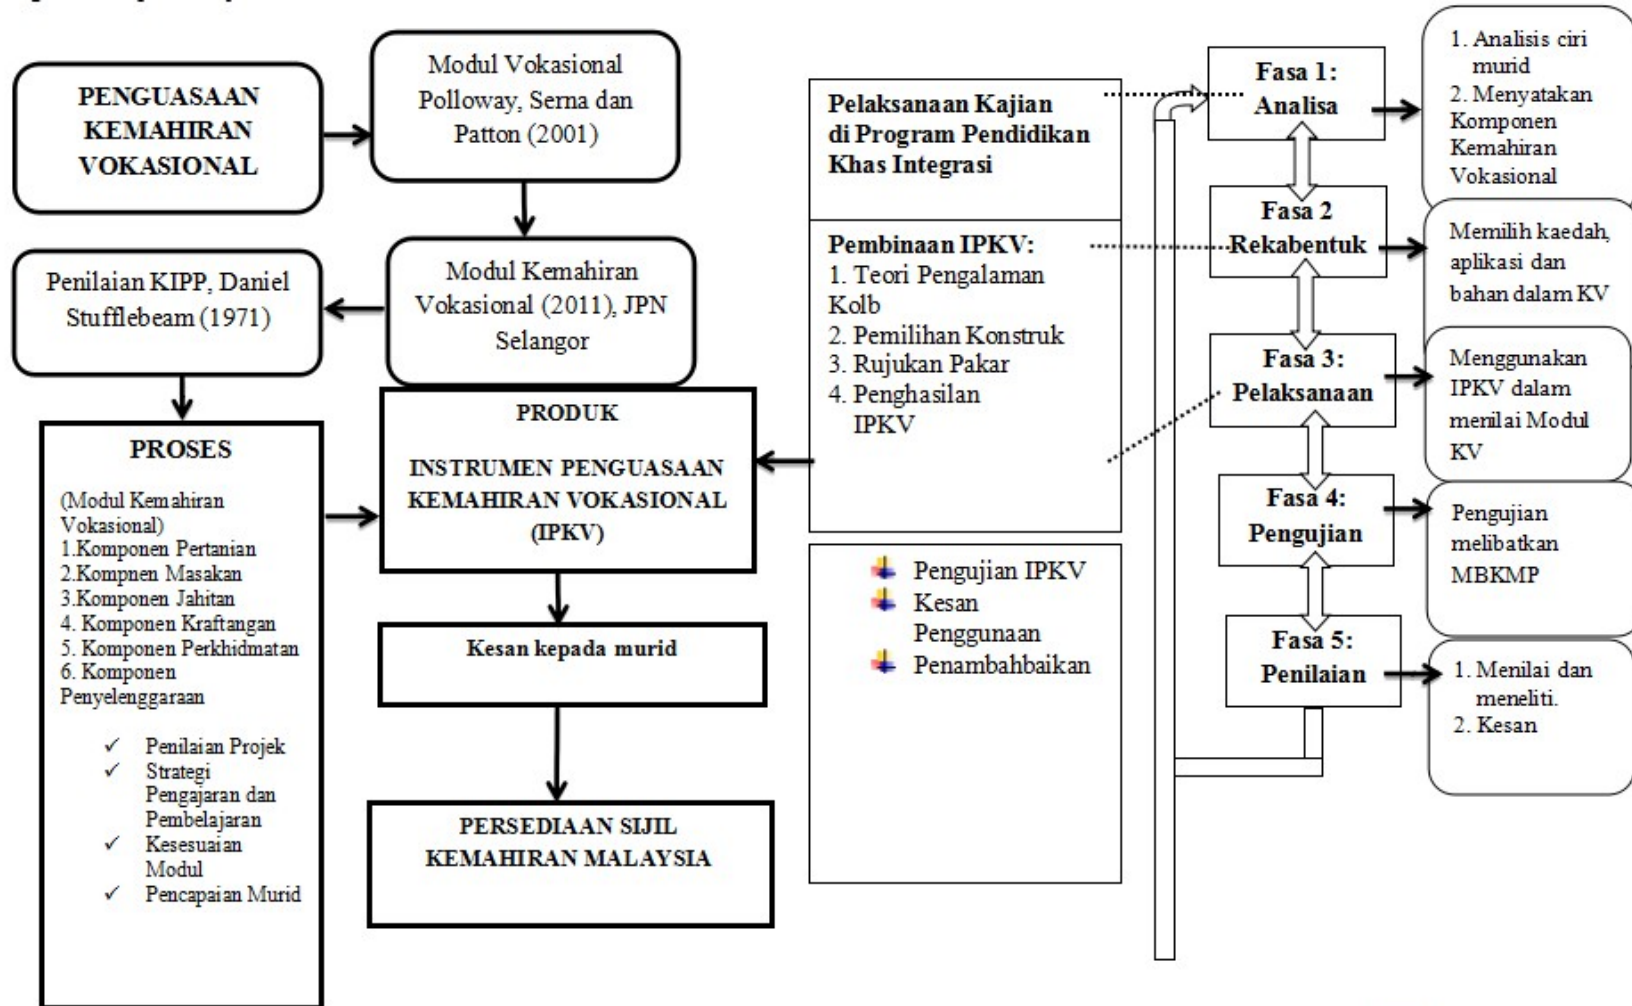 PENGUASAAN
KEMAHIRAN
VOKASIONAL
Modul Vokasional
Polloway, Serna dan
Patton (2001)
Penilaian KIPP, Daniel
Stufflebeam (1971)
Modul Kemahiran
Vokasional (2011), JPN
Selangor
PROSES
(Modul Kemahiran
Vokasional)
1.Komponen Pertanian
2.Kompnen Masakan
3.Komponen Jahitan
4. Komponen Kraftangan
5. Komponen Perkhidmatan
6. Komponen
Penyelenggaraan
✓ Penilaian Projek
✓ Strategi
Pengajaran dan
Pembelajaran
✓ Kesesuaian
Modul
✓ Pencapaian Murid
PRODUK
INSTRUMEN PENGUASAAN
KEMAHIRAN VOKASIONAL
(IPKV)
Kesan kepada murid
PERSEDIAAN SIJIL
KEMAHIRAN MALAYSIA
Pelaksanaan Kajian
di Program Pendidikan
Khas Integrasi
Pembinaan IPKV:
1. Teori Pengalaman
Kolb
2. Pemilihan Konstruk
3. Rujukan Pakar
4. Penghasilan
IPKV
Pengujian IPKV
Kesan
Penggunaan
Penambahbaikan
Fasa 1:
Analisa
1. Analisis ciri
murid
2. Menyatakan
Komponen
Kemahiran
Vokasional
Fasa 2
Rekabentuk
Memilih kaedah,
aplikasi dan
bahan dalam KV
Fasa 3:
Pelaksanaan
Menggunakan
IPKV dalam
menilai Modul
KV
Fasa 4:
Pengujian
Pengujian
melibatkan
MBKMP
Fasa 5:
Penilaian
1. Menilai dan
meneliti.
2. Kesan